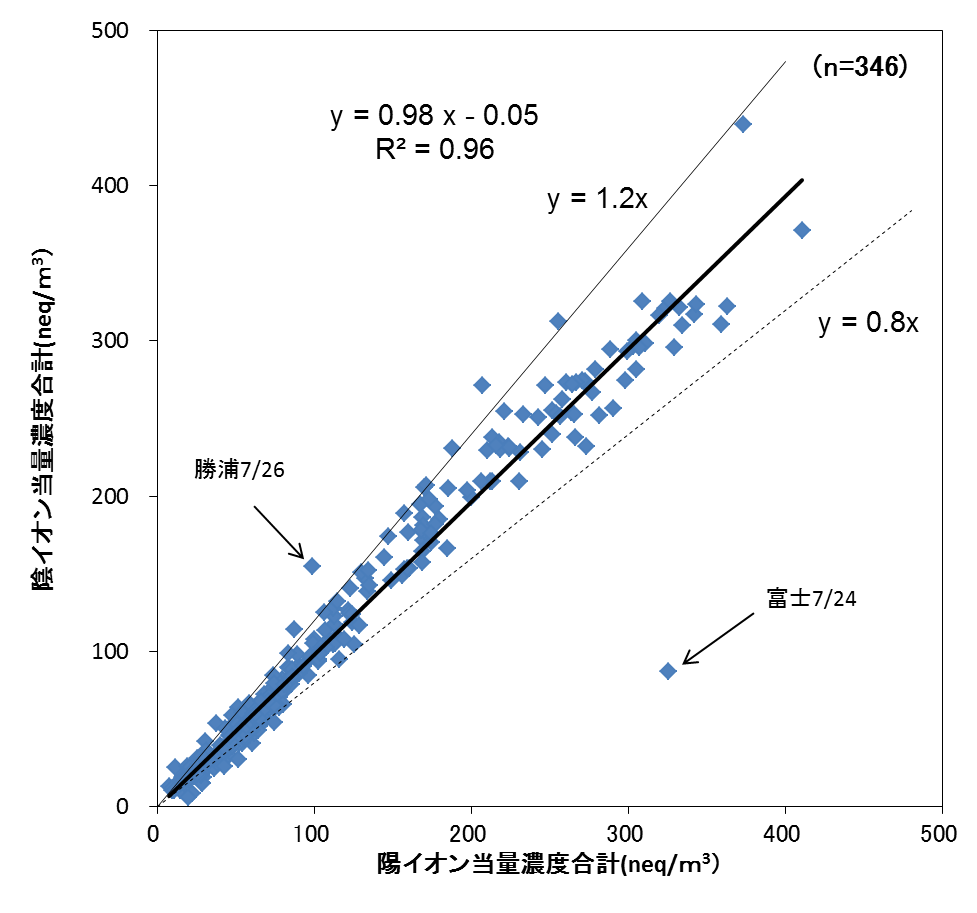 500
（n=346）
y = 0.98 x - 0.05
R² = 0.96
400
y = 1.2x
y = 0.8x
300
陰イオン当量濃度合計(neq/m³)
200
勝浦7/26
富士7/24
100
0
0 100 200 300 400 500
陽イオン当量濃度合計(neq/m³)